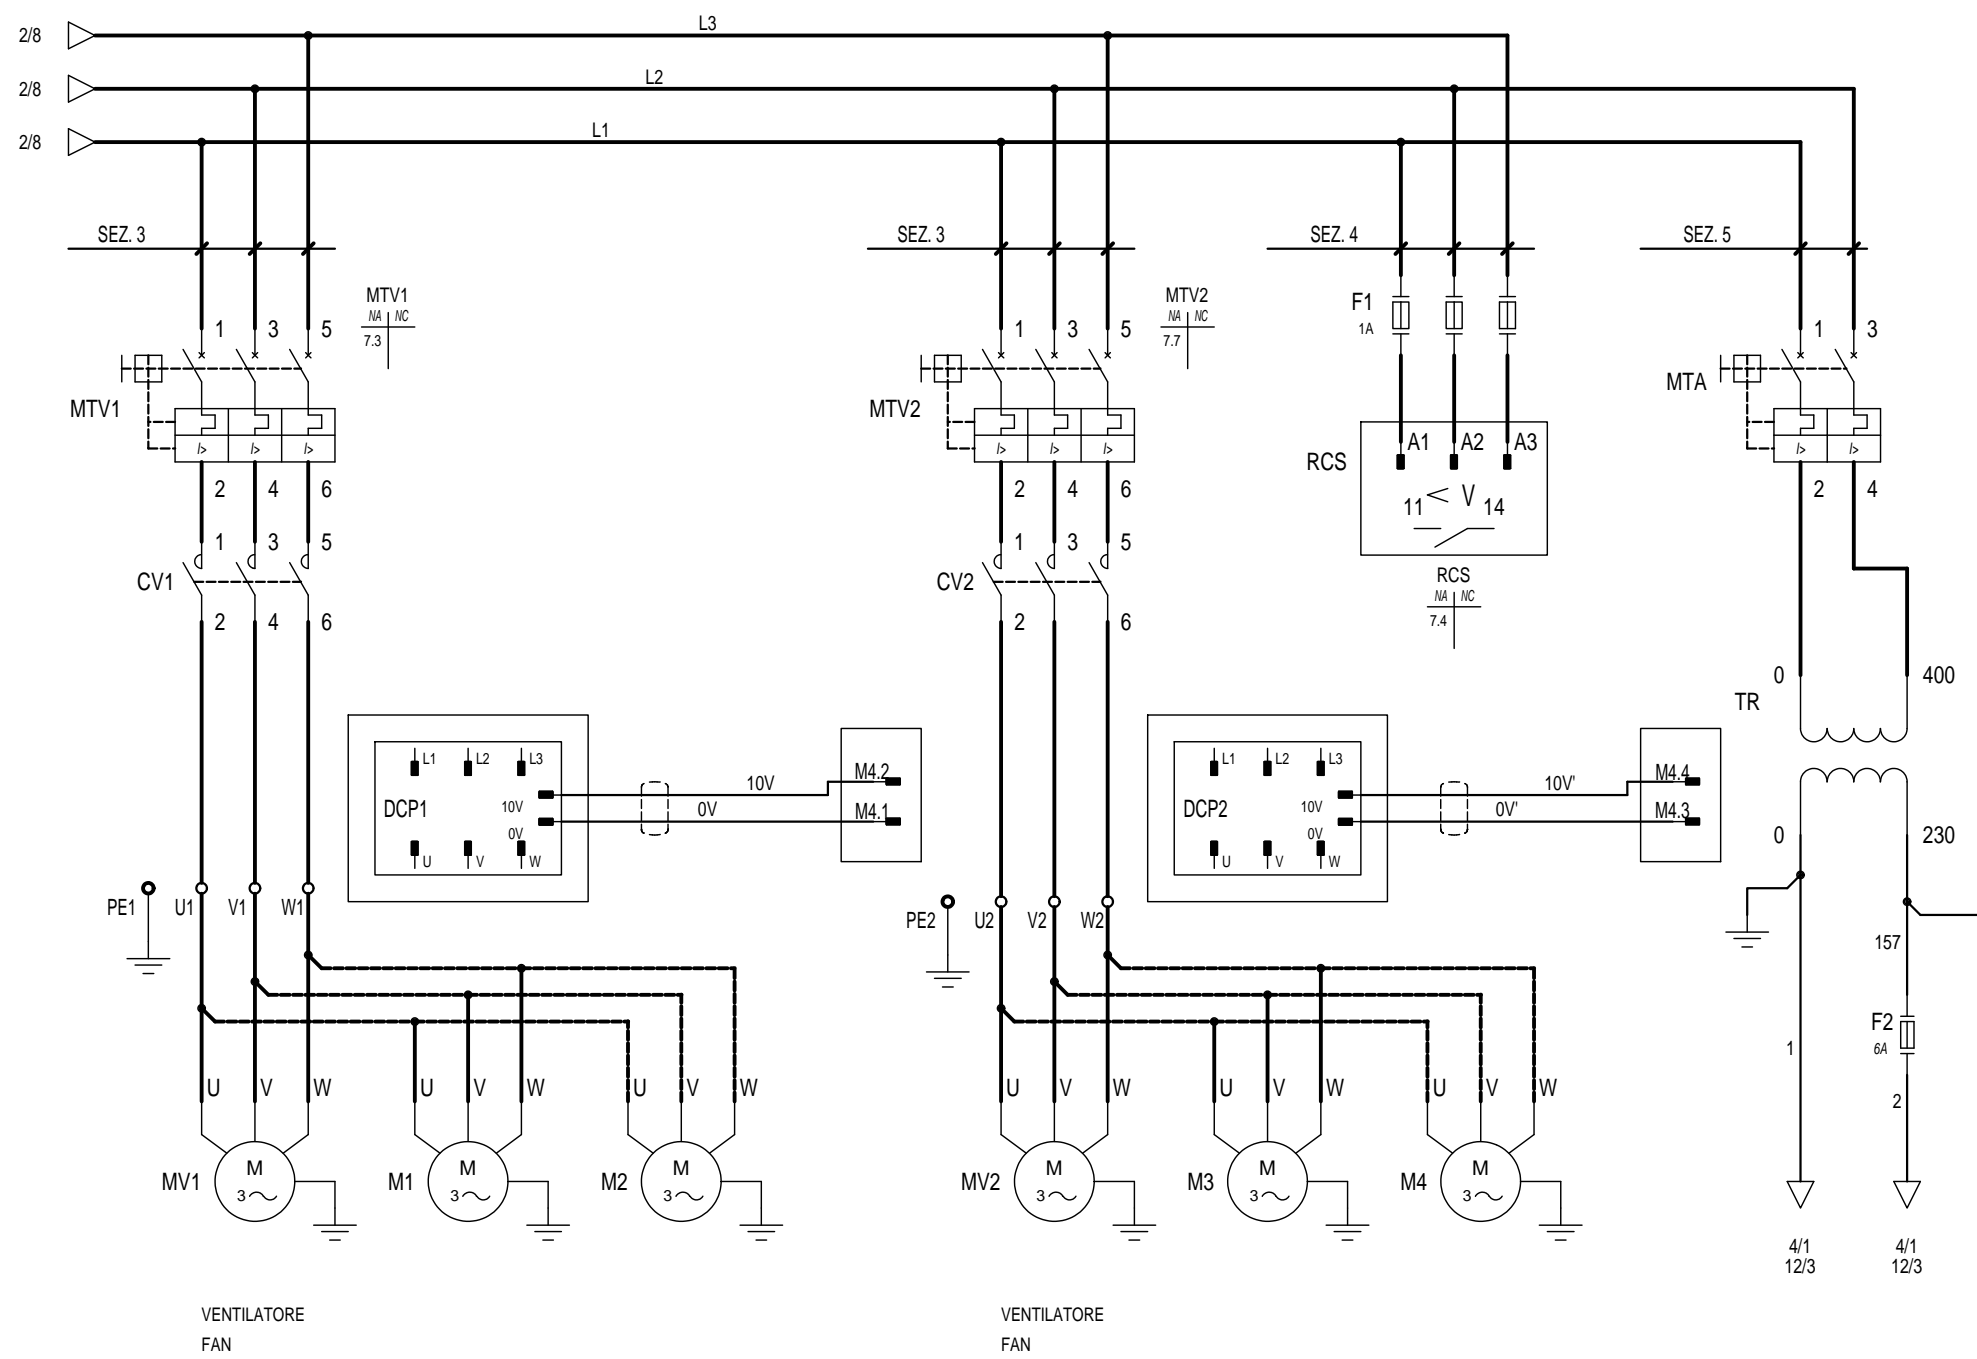 2/8 L3
2/8 L2
2/8 L1
SEZ. 3 SEZ. 3 SEZ. 4 SEZ. 5
MTV1 MTV2
NA NC NA NC
7.3 7.7
F1
1A
1 3 5 1 3 5 1 3
MTV1 MTV2 MTA
I> I> I> I> I> I> I> I>
A1 A2 A3
RCS
2 4 6 2 4 6 2 4
< V
11 14
1 3 5 1 3 5
CV1 CV2
RCS
NA NC
7.4
2 4 6 2 4 6
0 400
TR
L1 L2 L3 L1 L2 L3
M4.2 M4.4
10V 10V'
DCP1 10V DCP2 10V
0V 0V'
M4.1 M4.3
0V 0V
U V W U V W
0 230
PE1 U1 V1 W1 PE2 U2 V2 W2
157
F2
6A
1
U V W U V W U V W U V W U V W U V W
2
M M M M M M
MV1 M1 M2 MV2 M3 M4
3 3 3 3 3 3
4/1 4/1
12/3 12/3
VENTILATORE VENTILATORE
FAN FAN